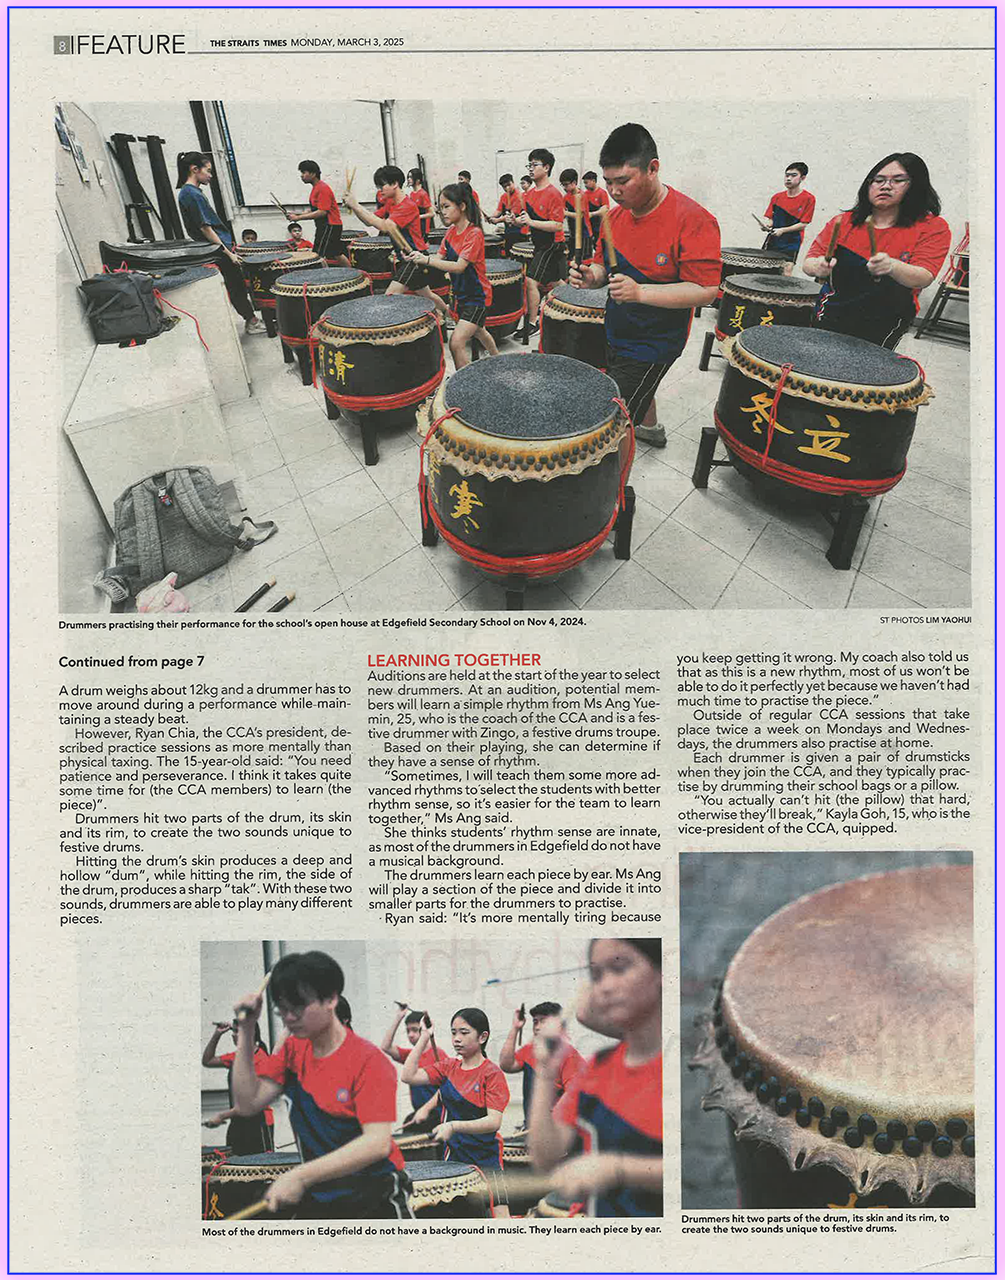 8 FEATURE THE STRAITS TIMES MONDAY, MARCH 3, 2025
清
夏
冬立
寒
Drummers practising their performance for the school's open house at Edgefield Secondary School on Nov 4, 2024.
ST PHOTOS LIM YAOHUI
Continued from page 7
A drum weighs about 12kg and a drummer has to
move around during a performance while main-
taining a steady beat.
However, Ryan Chia, the CCA's president, de-
scribed practice sessions as more mentally than
physical taxing. The 15-year-old said: "You need
patience and perseverance. I think it takes quite
some time for (the CCA members) to learn (the
piece)".
Drummers hit two parts of the drum, its skin
and its rim, to create the two sounds unique to
festive drums.
Hitting the drum's skin produces a deep and
hollow "dum", while hitting the rim, the side of
the drum, produces a sharp "tak". With these two
sounds, drummers are able to play many different
pieces.
LEARNING TOGETHER
Auditions are held at the start of the year to select
new drummers. At an audition, potential mem-
bers will learn a simple rhythm from Ms Ang Yue-
min, 25, who is the coach of the CCA and is a fes-
tive drummer with Zingo, a festive drums troupe.
Based on their playing, she can determine if
they have a sense of rhythm.
"Sometimes, I will teach them some more ad-
vanced rhythms to select the students with better
rhythm sense, so it's easier for the team to learn
together," Ms Ang said.
She thinks students' rhythm sense are innate,
as most of the drummers in Edgefield do not have
a musical background.
The drummers learn each piece by ear. Ms Ang
will play a section of the piece and divide it into
smaller parts for the drummers to practise.
Ryan said: "It's more mentally tiring because
you keep getting it wrong. My coach also told us
that as this is a new rhythm, most of us won't be
able to do it perfectly yet because we haven't had
much time to practise the piece."
Outside of regular CCA sessions that take
place twice a week on Mondays and Wednes-
days, the drummers also practise at home.
Each drummer is given a pair of drumsticks
when they join the CCA, and they typically prac-
tise by drumming their school bags or a pillow.
"You actually can't hit (the pillow) that hard,
otherwise they'll break," Kayla Goh, 15, who is the
vice-president of the CCA, quipped.
Most of the drummers in Edgefield do not have a background in music. They learn each piece by ear.
Drummers hit two parts of the drum, its skin and its rim, to
create the two sounds unique to festive drums.